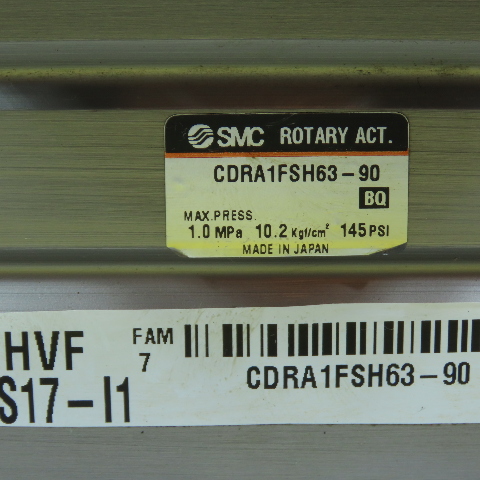 SMC ROTARY ACT.
CDRA1FSH63-90
BQ
MAX.PRESS.
1.0 MPa 10.2 Kgf/cm² 145 PSI
MADE IN JAPAN
HVF FAM
7
S17-I1 CDRA1FSH63-90